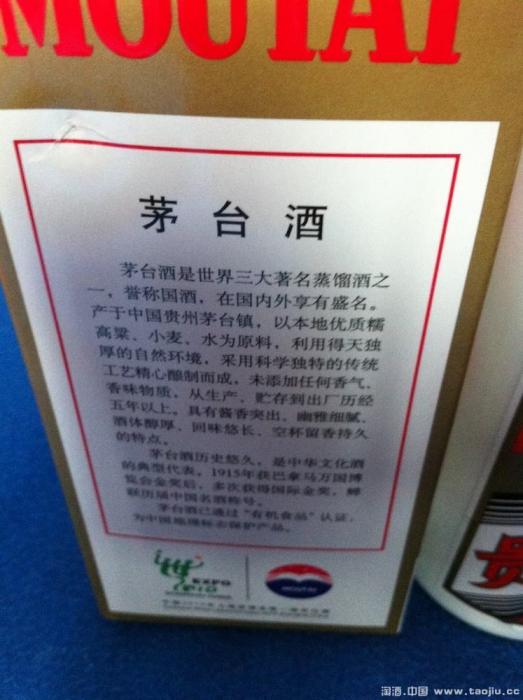 MOUTAI
茅台酒
茅台酒是世界三大著名蒸馏酒之
一，誉称国酒，在国内外享有盛名。
产于中国贵州茅台镇，以本地优质糯
高粱、小麦、水为原料，利用得天独
厚的自然环境，采用科学独特的传统
工艺精心酿制而成，未添加任何香气、
香味物质，从生产、贮存到出厂历经
五年以上。具有酱香突出、幽雅细腻、
酒体醇厚、回味悠长、空杯留香持久
的特点。
茅台酒历史悠久，是中华文化酒
的典型代表。1915年获巴拿马万国博
览会金奖后，多次获得国际金奖，蝉
联历届中国名酒称号。
茅台酒已通过“有机食品”认证，
为中国地理标志保护产品。
EXPO
2010
MOUTAI
贵
淘酒.中国 www.taojiu.cc